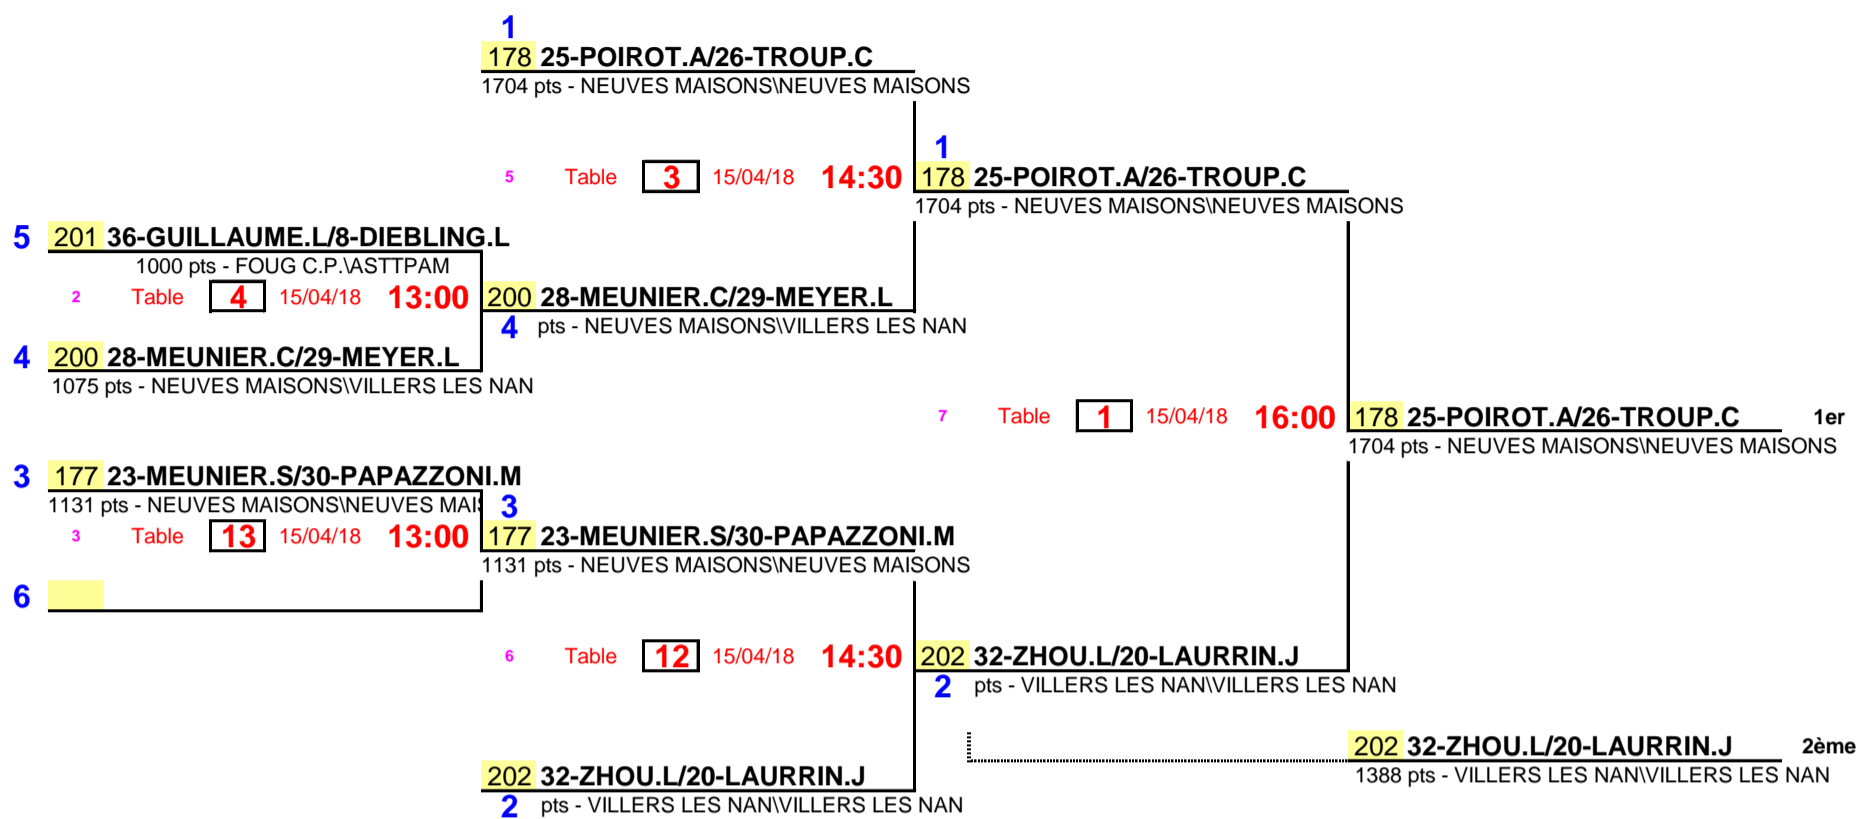 1
178 25-POIROT.A/26-TROUP.C
1704 pts - NEUVES MAISONS\NEUVES MAISONS
1
5 Table 3 15/04/18 14:30 178 25-POIROT.A/26-TROUP.C
1704 pts - NEUVES MAISONS\NEUVES MAISONS
5 201 36-GUILLAUME.L/8-DIEBLING.L
1000 pts - FOUG C.P.\ASTTPAM
2 Table 4 15/04/18 13:00 200 28-MEUNIER.C/29-MEYER.L
4 pts - NEUVES MAISONS\VILLERS LES NAN
4 200 28-MEUNIER.C/29-MEYER.L
1075 pts - NEUVES MAISONS\VILLERS LES NAN
7 Table 1 15/04/18 16:00 178 25-POIROT.A/26-TROUP.C 1er
1704 pts - NEUVES MAISONS\NEUVES MAISONS
3 177 23-MEUNIER.S/30-PAPAZZONI.M
1131 pts - NEUVES MAISONS\NEUVES MAIS 3
3 Table 13 15/04/18 13:00 177 23-MEUNIER.S/30-PAPAZZONI.M
1131 pts - NEUVES MAISONS\NEUVES MAISONS
6
6 Table 12 15/04/18 14:30 202 32-ZHOU.L/20-LAURRIN.J
2 pts - VILLERS LES NAN\VILLERS LES NAN
202 32-ZHOU.L/20-LAURRIN.J 2ème
1388 pts - VILLERS LES NAN\VILLERS LES NAN
202 32-ZHOU.L/20-LAURRIN.J
2 pts - VILLERS LES NAN\VILLERS LES NAN